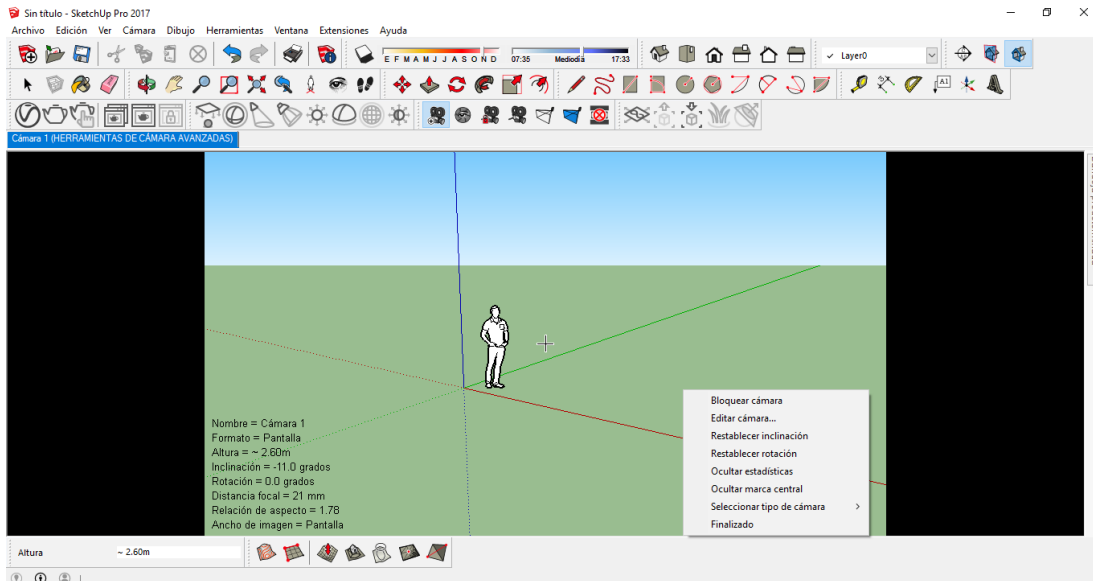 Sin título - SketchUp Pro 2017
Archivo Edición Ver Cámara Dibujo Herramientas Ventana Extensiones Ayuda
E F M A M J J A S O N D 07:35 Mediodía 17:33 Layer0
A1
Cámara 1 (HERRAMIENTAS DE CÁMARA AVANZADAS)
Nombre = Cámara 1
Formato = Pantalla
Altura = ~ 2.60m
Inclinación = -11.0 grados
Rotación = 0.0 grados
Distancia focal = 21 mm
Relación de aspecto = 1.78
Ancho de imagen = Pantalla
Bloquear cámara
Editar cámara...
Restablecer inclinación
Restablecer rotación
Ocultar estadísticas
Ocultar marca central
Seleccionar tipo de cámara
Finalizado
Altura ~ 2.60m